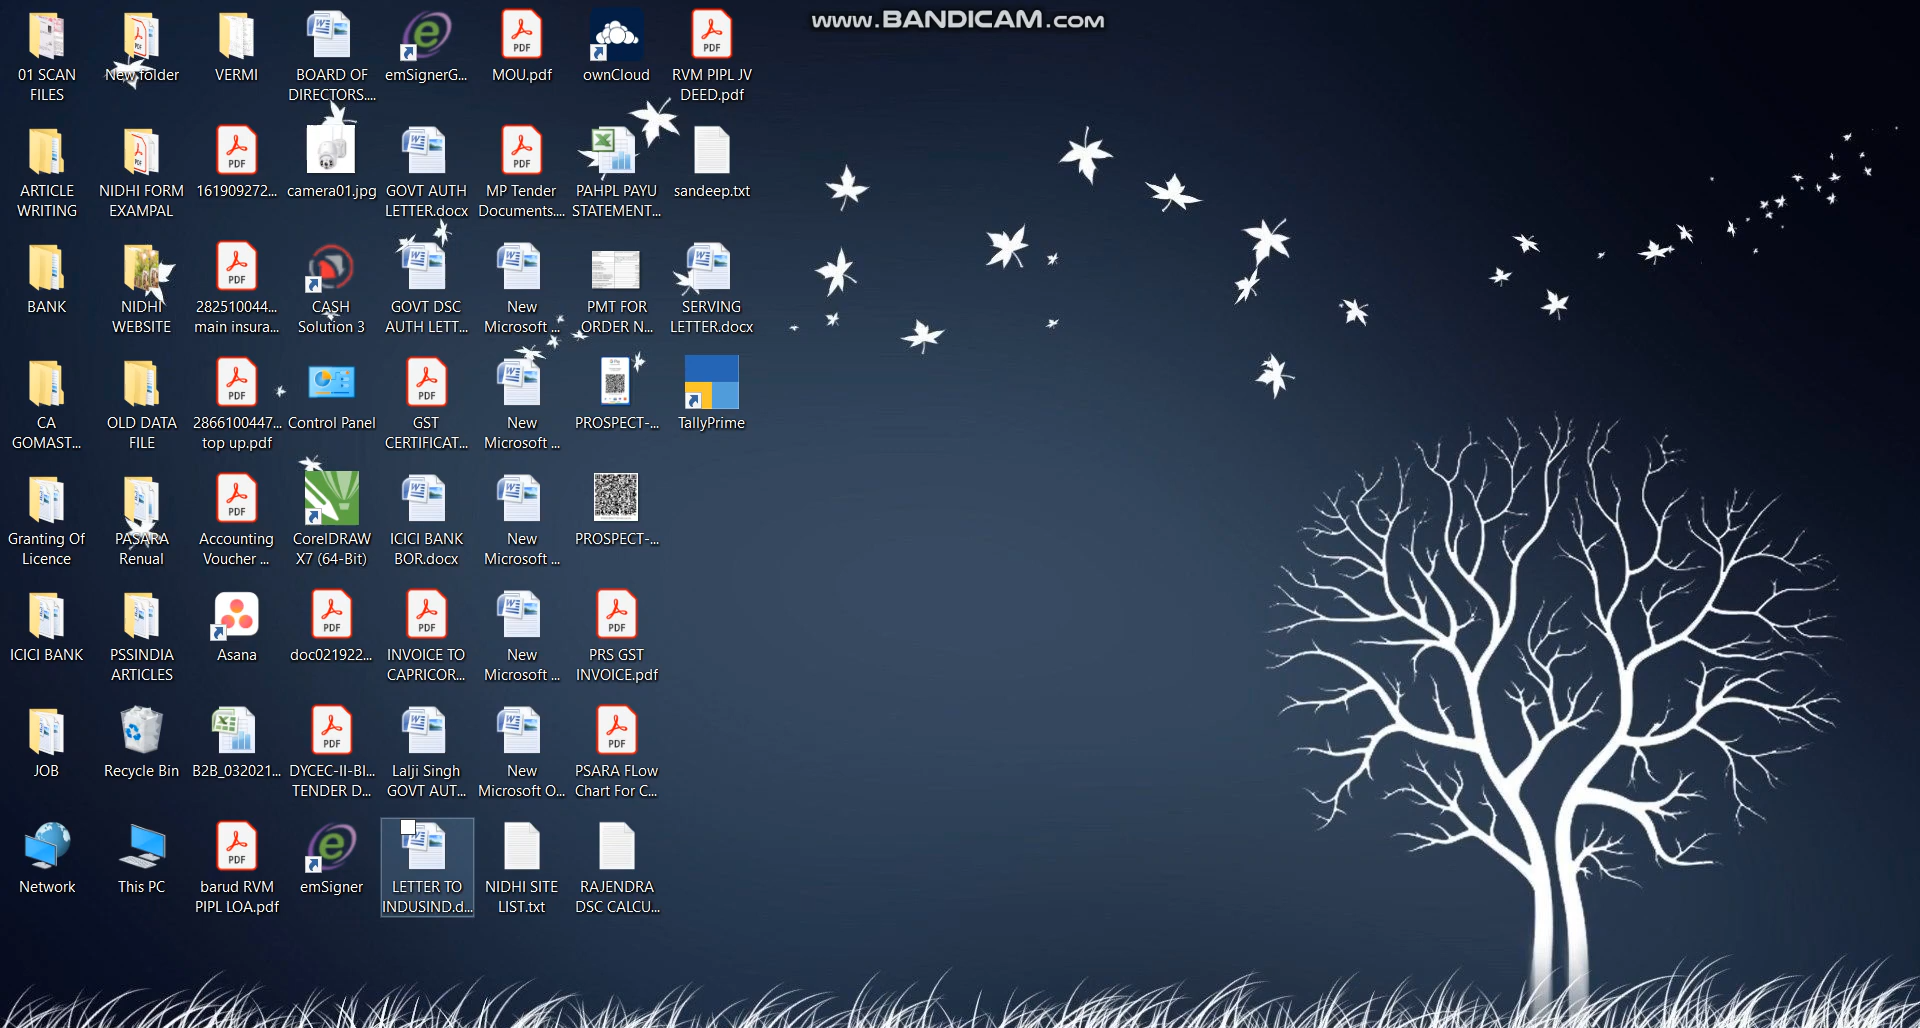 www.BANDICAM.com
01 SCAN
FILES
New folder
VERMI
BOARD OF
DIRECTORS....
emSignerG...
MOU.pdf
ownCloud
RVM PIPL JV
DEED.pdf
ARTICLE
WRITING
NIDHI FORM
EXAMPAL
161909272...
camera01.jpg
GOVT AUTH
LETTER.docx
MP Tender
Documents....
PAHPL PAYU
STATEMENT...
sandeep.txt
BANK
NIDHI
WEBSITE
282510044...
main insura...
CASH
Solution 3
GOVT DSC
AUTH LETT...
New
Microsoft ...
PMT FOR
ORDER N...
SERVING
LETTER.docx
CA
GOMAST...
OLD DATA
FILE
2866100447...
top up.pdf
Control Panel
GST
CERTIFICAT...
New
Microsoft ...
PROSPECT-...
TallyPrime
Granting Of
Licence
PASARA
Renual
Accounting
Voucher ...
CorelDRAW
X7 (64-Bit)
ICICI BANK
BOR.docx
New
Microsoft ...
PROSPECT-...
ICICI BANK
PSSINDIA
ARTICLES
Asana
doc021922...
INVOICE TO
CAPRICOR...
New
Microsoft ...
PRS GST
INVOICE.pdf
JOB
Recycle Bin
B2B_032021...
DYCEC-II-BI...
TENDER D...
Lalji Singh
GOVT AUT...
New
Microsoft O...
PSARA FLow
Chart For C...
Network
This PC
barud RVM
PIPL LOA.pdf
emSigner
LETTER TO
INDUSIND.d...
NIDHI SITE
LIST.txt
RAJENDRA
DSC CALCU...